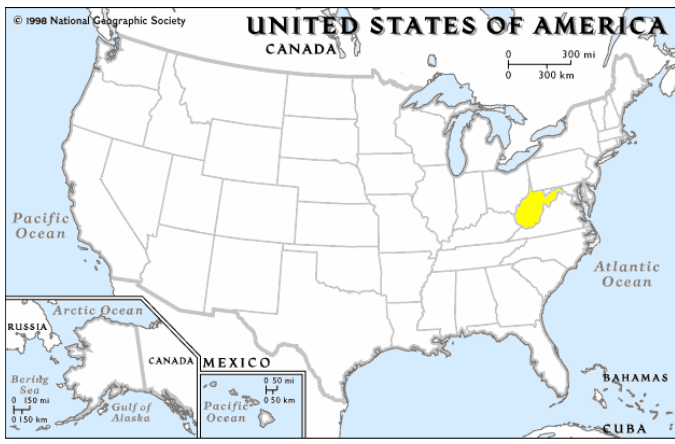 © 1998 National Geographic Society
UNITED STATES OF AMERICA
CANADA
0 300 mi
0 300 km
Pacific
Ocean
Atlantic
Ocean
Arctic Ocean
RUSSIA
CANADA
MEXICO
Bering
Sea
0 150 mi
0 150 km
Gulf of
Alaska
0 50 mi
0 50 km
Pacific
Ocean
BAHAMAS
CUBA